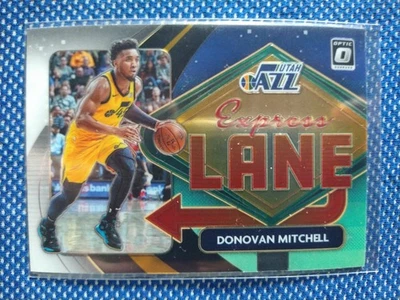 UTAH
JAZZ
OPTIC
Express
LANE
DONOVAN MITCHELL